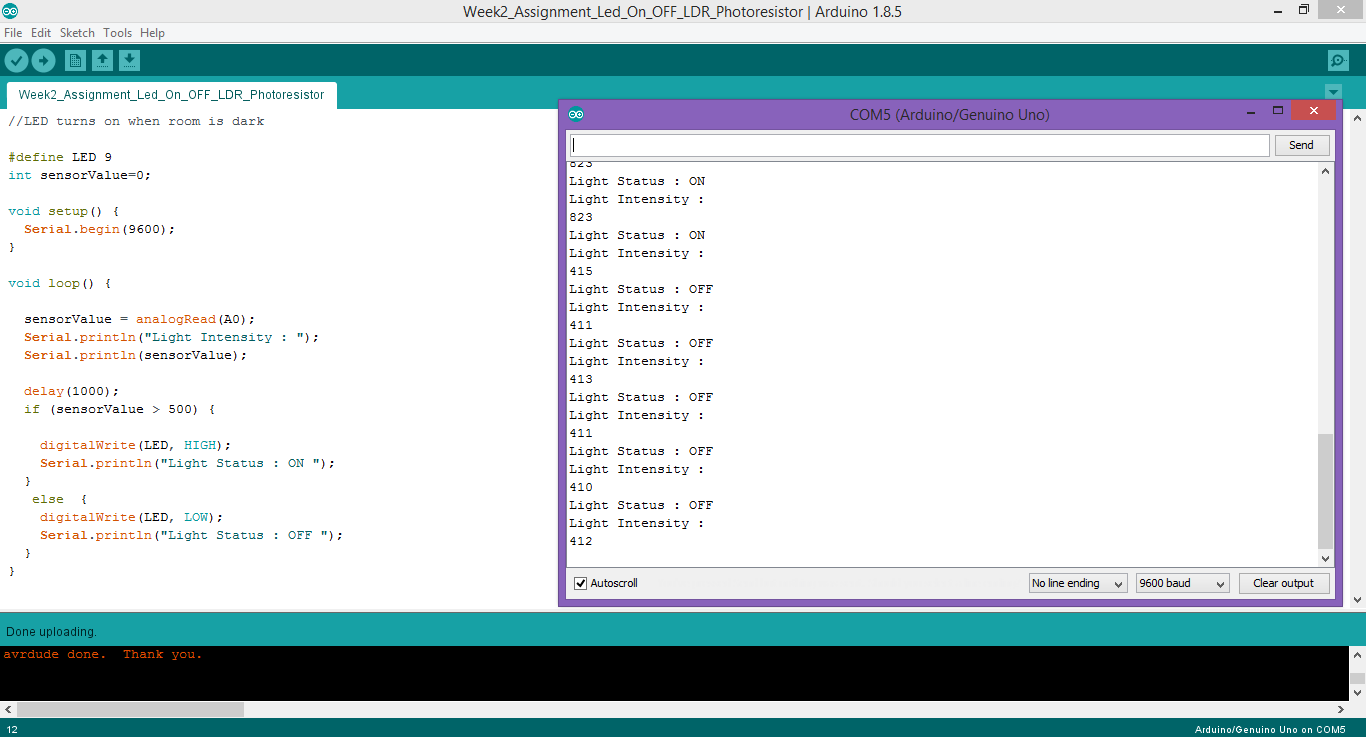 Week2_Assignment_Led_On_OFF_LDR_Photoresistor | Arduino 1.8.5
File Edit Sketch Tools Help
Week2_Assignment_Led_On_OFF_LDR_Photoresistor
//LED turns on when room is dark
#define LED 9
int sensorValue=0;
void setup() {
Serial.begin(9600);
}
void loop() {
sensorValue = analogRead(A0);
Serial.println("Light Intensity : ");
Serial.println(sensorValue);
delay(1000);
if (sensorValue > 500) {
digitalWrite(LED, HIGH);
Serial.println("Light Status : ON ");
}
else  {
digitalWrite(LED, LOW);
Serial.println("Light Status : OFF ");
}
}
COM5 (Arduino/Genuino Uno)
Send
823
Light Status : ON
Light Intensity :
823
Light Status : ON
Light Intensity :
415
Light Status : OFF
Light Intensity :
411
Light Status : OFF
Light Intensity :
413
Light Status : OFF
Light Intensity :
411
Light Status : OFF
Light Intensity :
410
Light Status : OFF
Light Intensity :
412
Autoscroll
No line ending
9600 baud
Clear output
Done uploading.
avrdude done.  Thank you.
12
Arduino/Genuino Uno on COM5